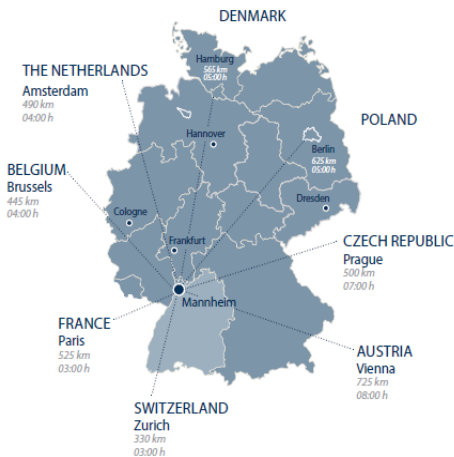 DENMARK
Hamburg
565 km
05:00 h
THE NETHERLANDS
Amsterdam
490 km
04:00 h
Hannover
POLAND
Berlin
625 km
05:00 h
BELGIUM
Brussels
445 km
04:00 h
Cologne
Dresden
Frankfurt
CZECH REPUBLIC
Prague
500 km
07:00 h
Mannheim
FRANCE
Paris
525 km
03:00 h
AUSTRIA
Vienna
725 km
08:00 h
SWITZERLAND
Zurich
330 km
03:00 h